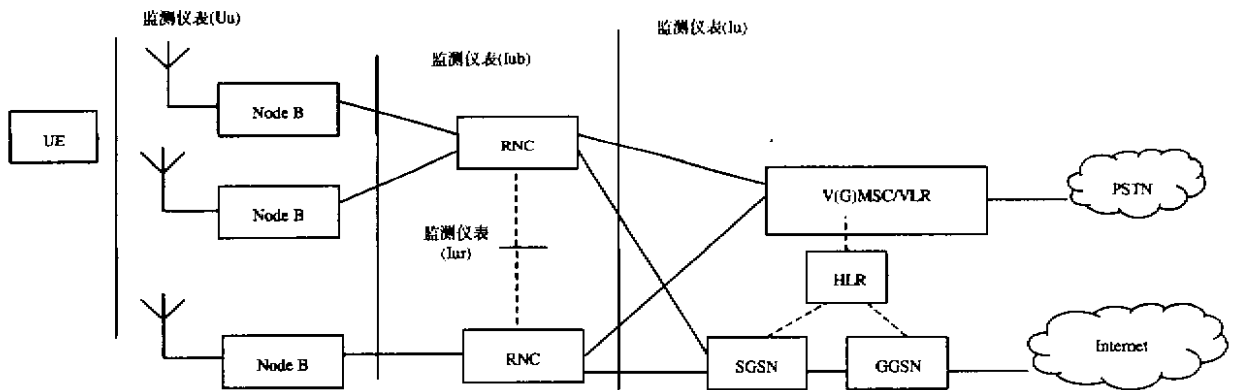 监测仪表(Uu)
监测仪表(Iub)
监测仪表(Iu)
UE
Node B
Node B
Node B
RNC
监测仪表
(Iur)
RNC
V(G)MSC/VLR
PSTN
HLR
SGSN
GGSN
Internet